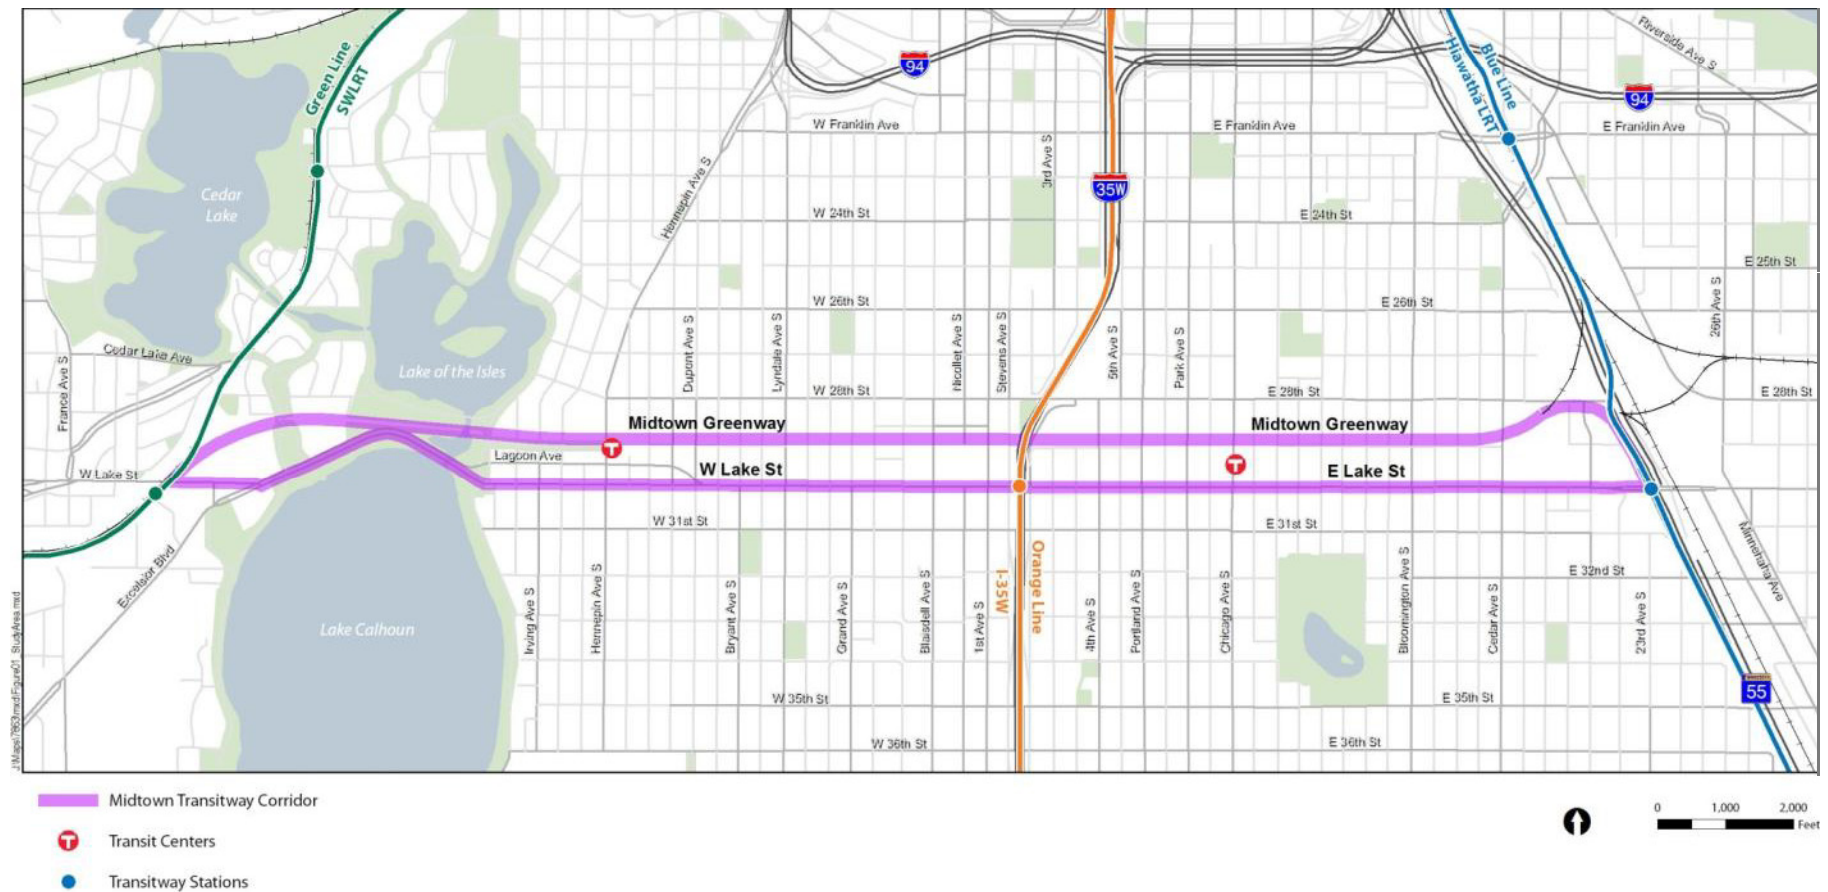 Green Line
SWLRT
94
Blue Line
Hiawatha LRT
Riverside Ave S
94
W Franklin Ave
E Franklin Ave
E Franklin Ave
3rd Ave S
35W
Hennepin Ave S
Cedar
Lake
W 24th St
E 24th St
E 25th St
W 26th St
E 26th St
26th Ave S
France Ave S
Cedar Lake Ave
Lake of the Isles
Dupont Ave S
Lyndale Ave S
Nicollet Ave S
Stevens Ave S
5th Ave S
Park Ave S
W 28th St
E 28th St
E 28th St
Midtown Greenway
Midtown Greenway
T
T
Lagoon Ave
W Lake St
W Lake St
E Lake St
W 31st St
E 31st St
Excelsior Blvd
Orange Line
I-35W
E 32nd St
Minnehaha Ave
Irving Ave S
Hennepin Ave S
Bryant Ave S
Grand Ave S
Blaisdell Ave S
1st Ave S
4th Ave S
Portland Ave S
Chicago Ave S
Bloomington Ave S
Cedar Ave S
23rd Ave S
Lake Calhoun
W 35th St
E 35th St
55
W 36th St
E 36th St
J:\Maps\7863\mxd\Figure01_StudyArea.mxd
Midtown Transitway Corridor
T Transit Centers
Transitway Stations
0 1,000 2,000
Feet